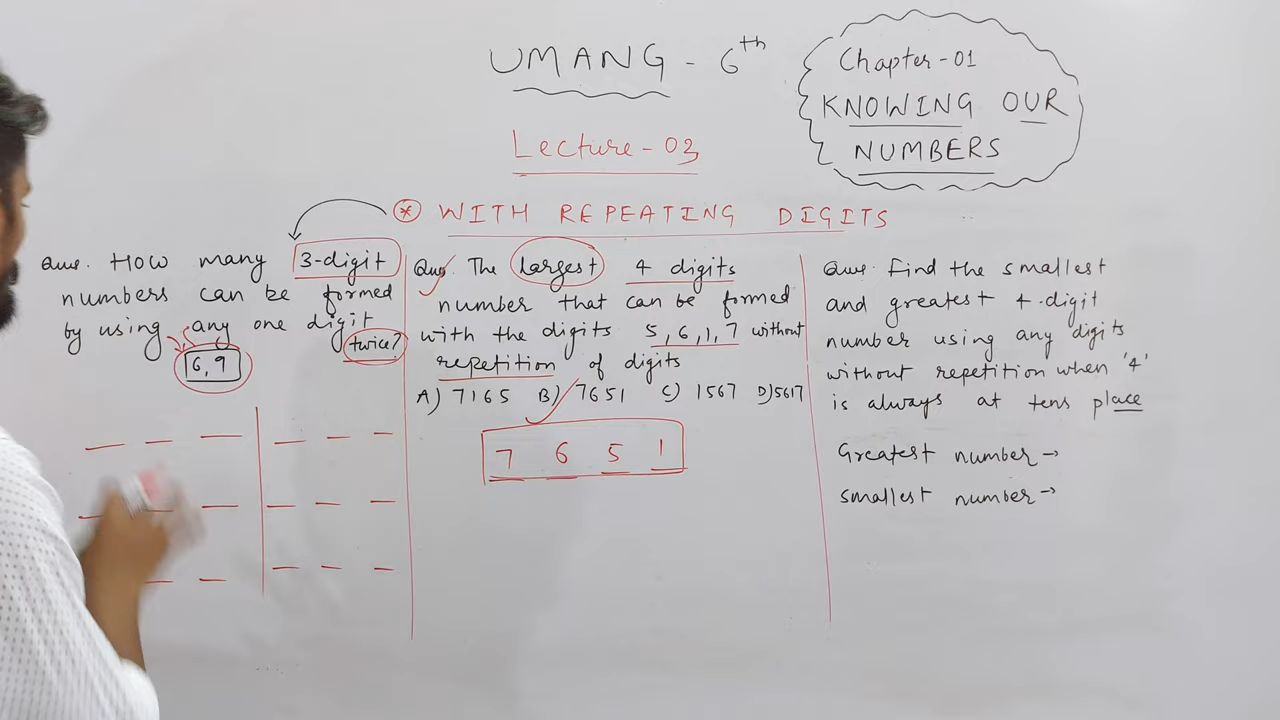 UMANG - 6th
Chapter-01
KNOWING OUR
NUMBERS
Lecture-03
* WITH REPEATING DIGITS
Que. How many 3-digit
numbers can be formed
by using any one digit
twice?
6, 9
Que. The largest 4 digits
number that can be formed
with the digits 5, 6, 1, 7 without
repetition of digits
A) 7165 B) 7651 C) 1567 D) 5617
7 6 5 1
Que. Find the smallest
and greatest 4-digit
number using any digits
without repetition when '4'
is always at tens place
Greatest number →
smallest number →